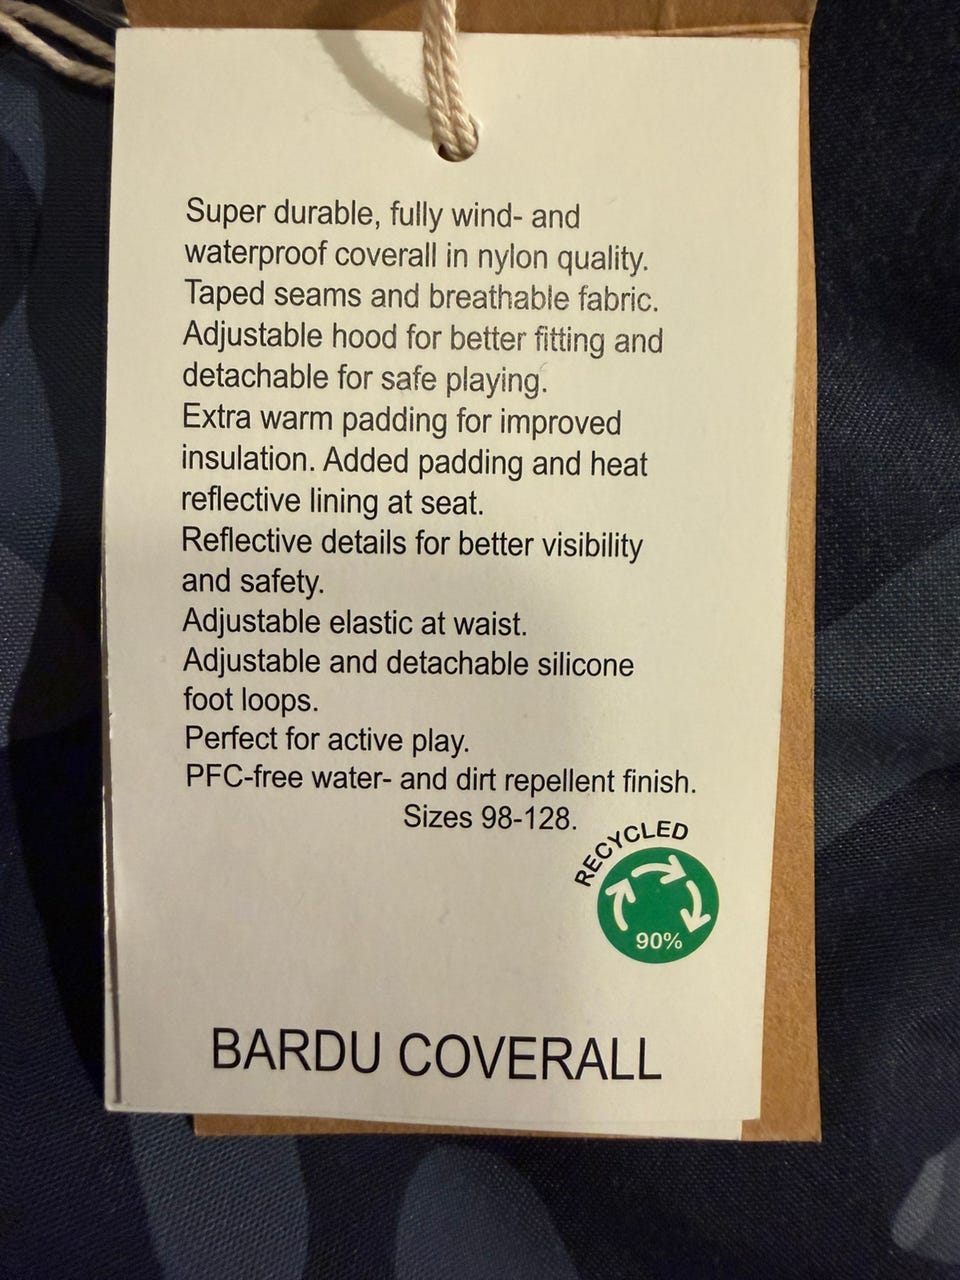 Super durable, fully wind- and
waterproof coverall in nylon quality.
Taped seams and breathable fabric.
Adjustable hood for better fitting and
detachable for safe playing.
Extra warm padding for improved
insulation. Added padding and heat
reflective lining at seat.
Reflective details for better visibility
and safety.
Adjustable elastic at waist.
Adjustable and detachable silicone
foot loops.
Perfect for active play.
PFC-free water- and dirt repellent finish.
Sizes 98-128.
RECYCLED
90%
BARDU COVERALL